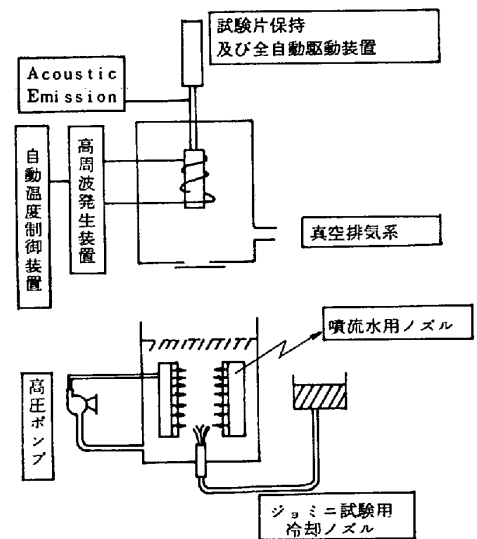 試験片保持
及び全自動駆動装置
Acoustic
Emission
自動温度制御装置
高周波発生装置
真空排気系
噴流水用ノズル
高圧ポンプ
ジョミニ試験用
冷却ノズル